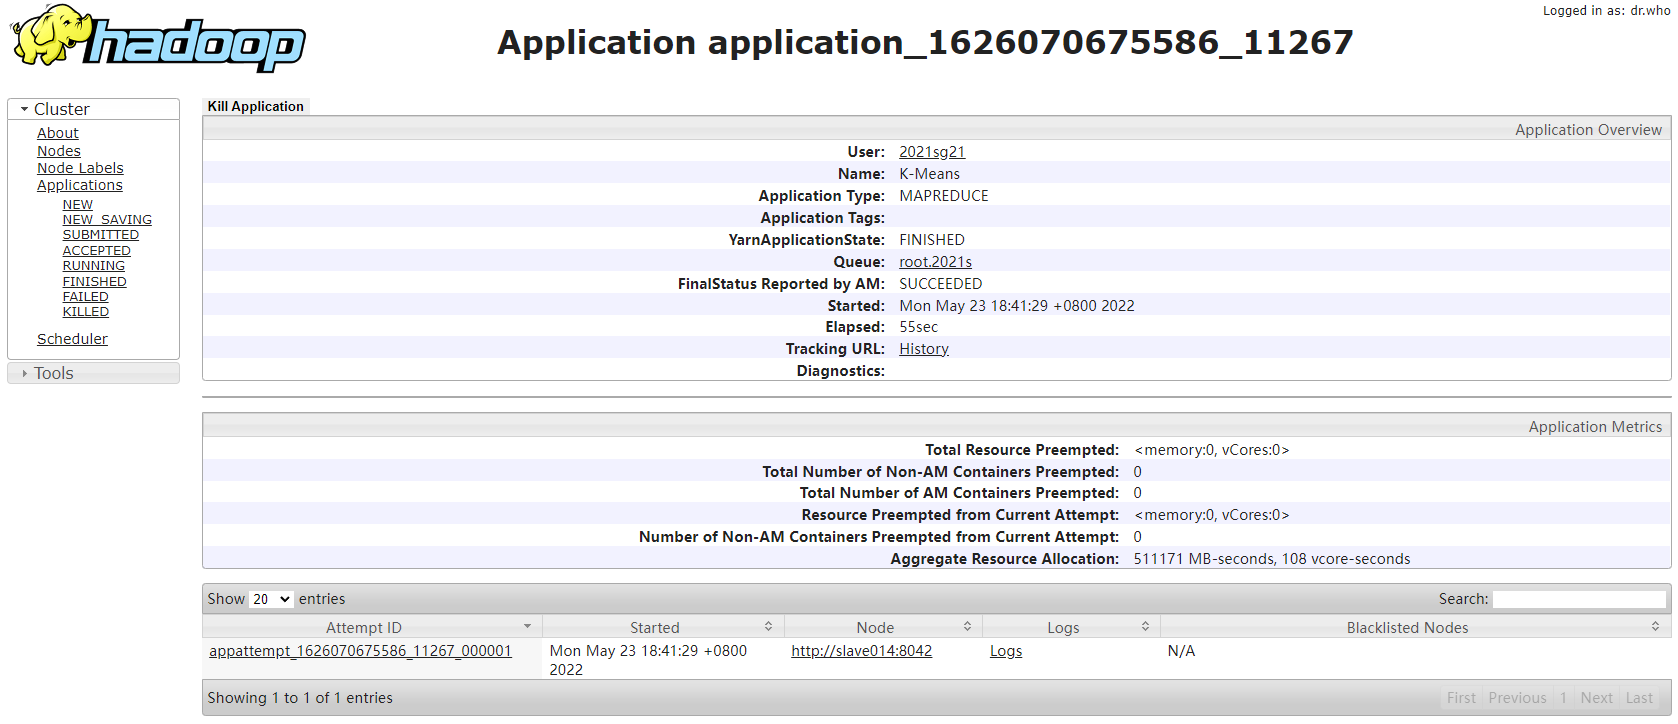 Logged in as: dr.who
hadoop
Application application_1626070675586_11267
Cluster
About
Nodes
Node Labels
Applications
NEW
NEW_SAVING
SUBMITTED
ACCEPTED
RUNNING
FINISHED
FAILED
KILLED
Scheduler
Tools
Kill Application
Application Overview
User: 2021sg21
Name: K-Means
Application Type: MAPREDUCE
Application Tags:
YarnApplicationState: FINISHED
Queue: root.2021s
FinalStatus Reported by AM: SUCCEEDED
Started: Mon May 23 18:41:29 +0800 2022
Elapsed: 55sec
Tracking URL: History
Diagnostics:
Application Metrics
Total Resource Preempted: <memory:0, vCores:0>
Total Number of Non-AM Containers Preempted: 0
Total Number of AM Containers Preempted: 0
Resource Preempted from Current Attempt: <memory:0, vCores:0>
Number of Non-AM Containers Preempted from Current Attempt: 0
Aggregate Resource Allocation: 511171 MB-seconds, 108 vcore-seconds
Show 20 entries Search:
Attempt ID Started Node Logs Blacklisted Nodes
appattempt_1626070675586_11267_000001 Mon May 23 18:41:29 +0800 http://slave014:8042 Logs N/A
2022
Showing 1 to 1 of 1 entries First Previous 1 Next Last